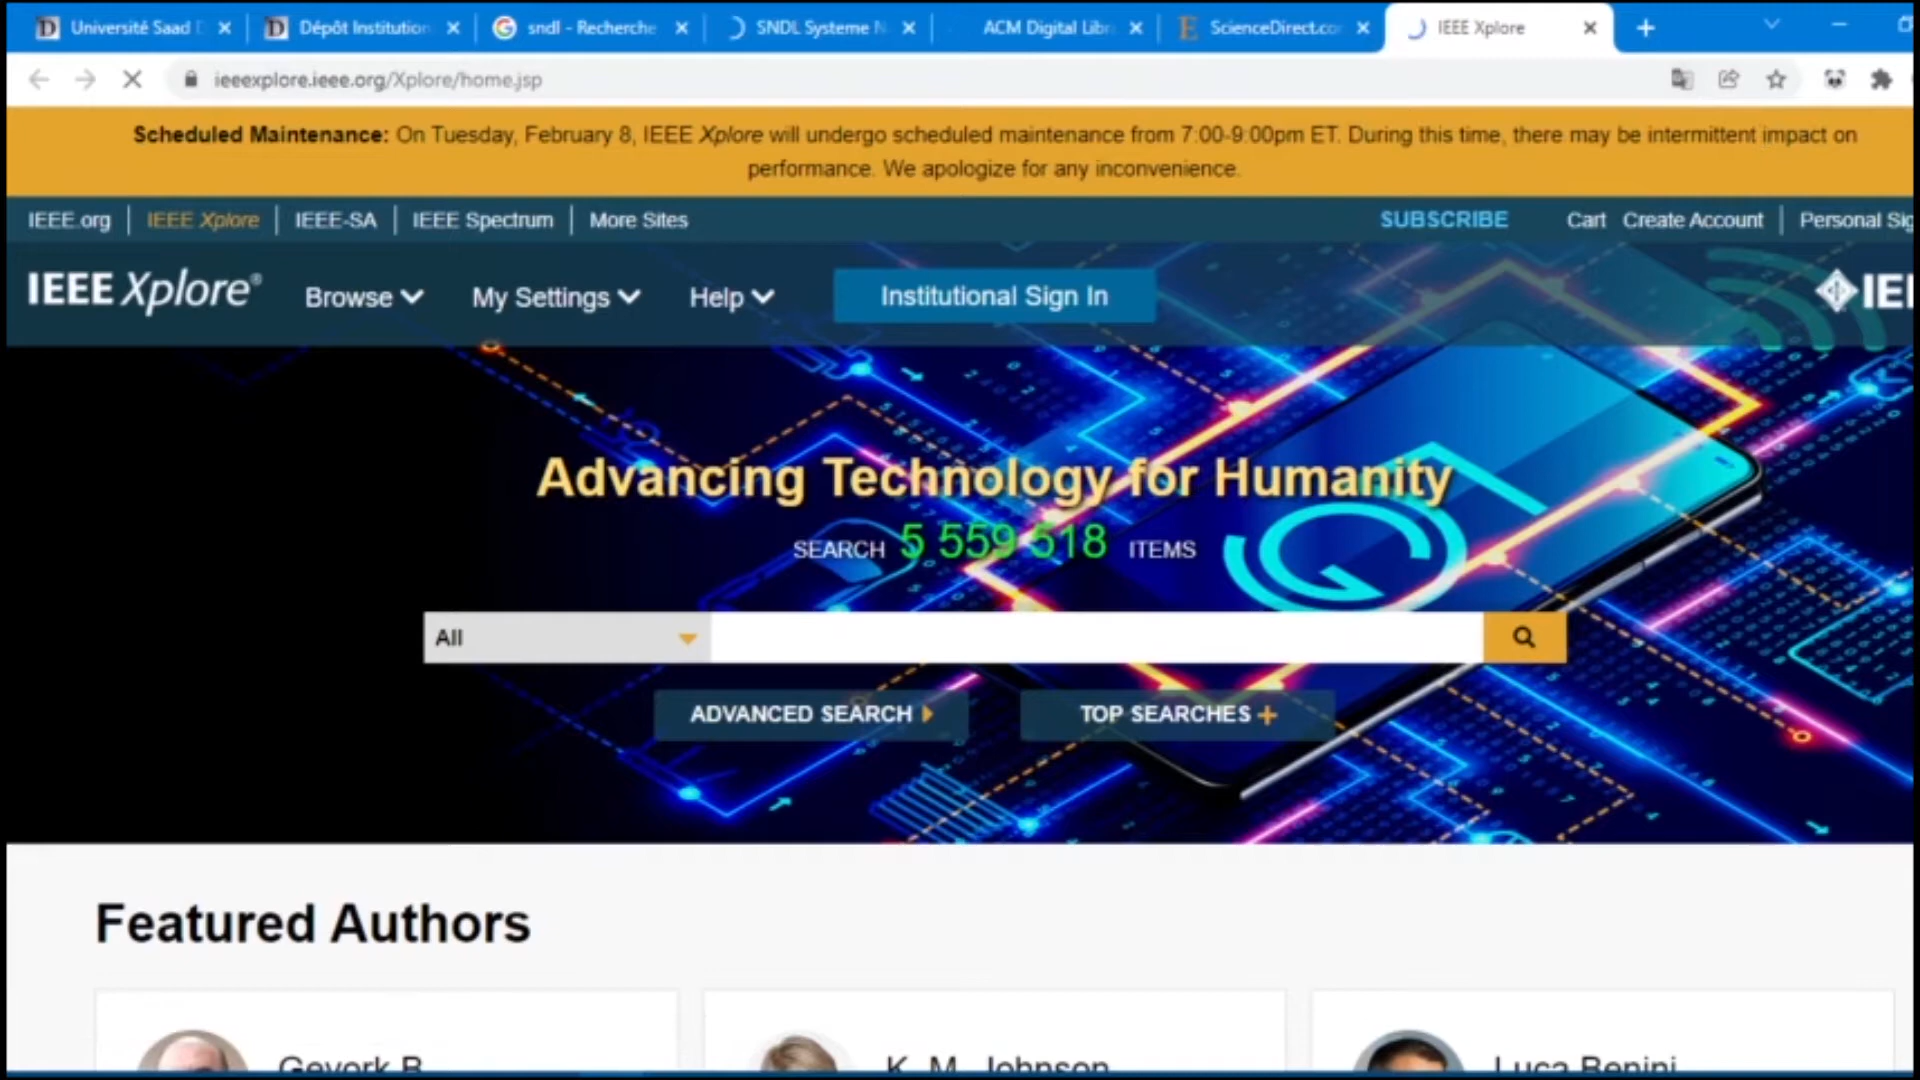 Université Saad D
Dépôt Institution
sndl - Recherche
SNDL Systeme N
ACM Digital Libr
ScienceDirect.co
IEEE Xplore
ieeexplore.ieee.org/Xplore/home.jsp
Scheduled Maintenance: On Tuesday, February 8, IEEE Xplore will undergo scheduled maintenance from 7:00-9:00pm ET. During this time, there may be intermittent impact on
performance. We apologize for any inconvenience.
IEEE.org IEEE Xplore IEEE-SA IEEE Spectrum More Sites SUBSCRIBE Cart Create Account Personal Sig
IEEE Xplore® Browse My Settings Help Institutional Sign In IEE
Advancing Technology for Humanity
SEARCH 5 559 518 ITEMS
All
ADVANCED SEARCH TOP SEARCHES +
Featured Authors
Gevork B. K. M. Johnson Luca Benini